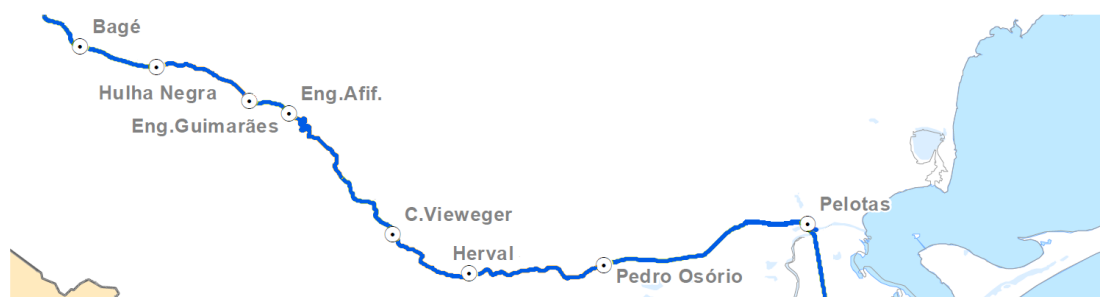 Bagé
Hulha Negra
Eng.Afif.
Eng.Guimarães
C.Vieweger
Herval
Pedro Osório
Pelotas